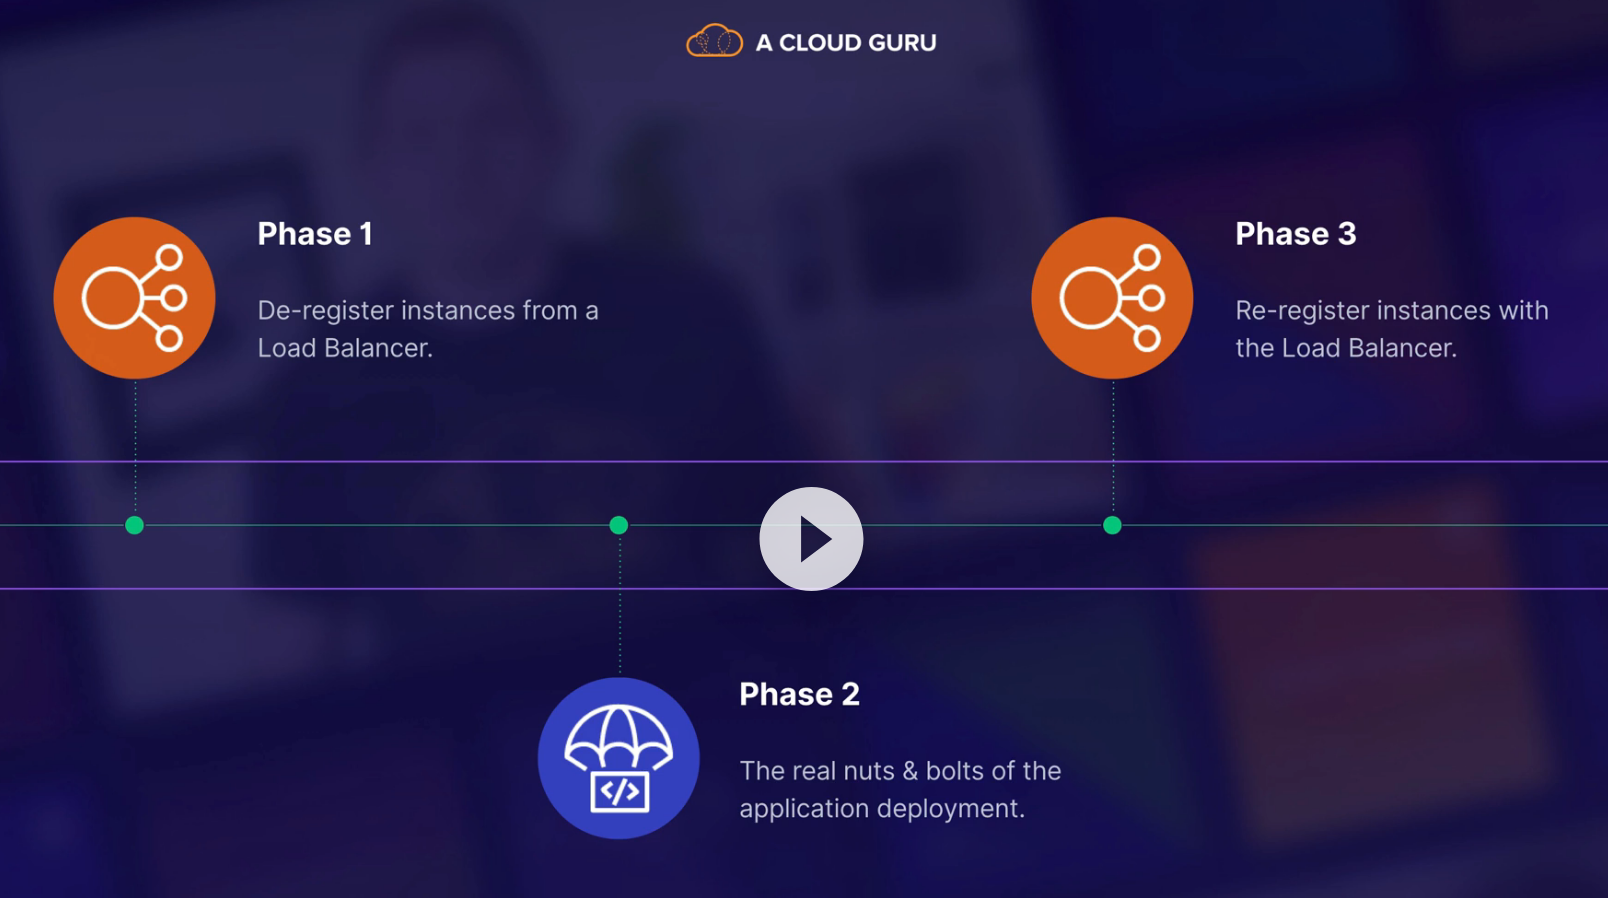 A CLOUD GURU
Phase 1
De-register instances from a
Load Balancer.
Phase 3
Re-register instances with
the Load Balancer.
Phase 2
</>
The real nuts & bolts of the
application deployment.